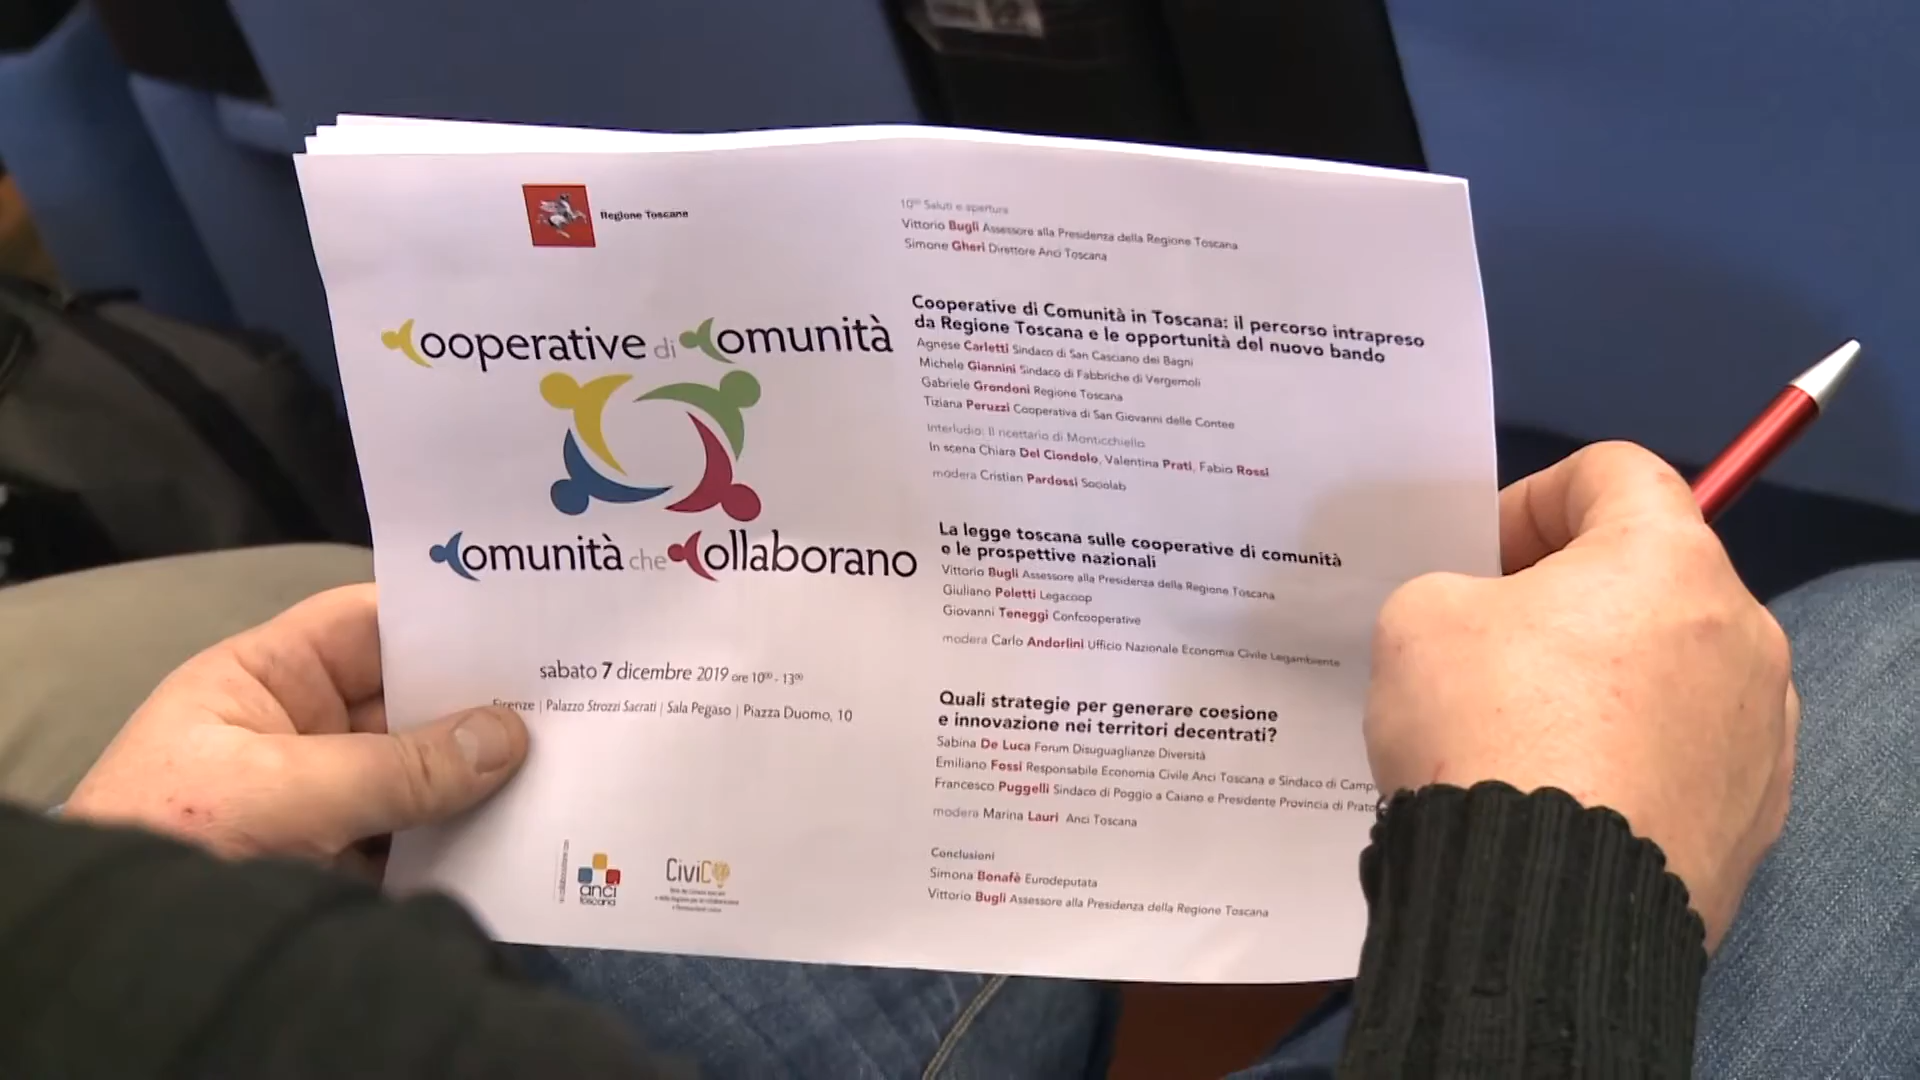 Regione Toscana
Cooperative di Comunità
Comunità che Collaborano
sabato 7 dicembre 2019 ore 10⁰⁰ - 13⁰⁰
Firenze | Palazzo Strozzi Sacrati | Sala Pegaso | Piazza Duomo, 10
anci
toscana
CiviCo
10⁰⁰ Saluti e apertura
Vittorio Bugli Assessore alla Presidenza della Regione Toscana
Simone Gheri Direttore Anci Toscana
Cooperative di Comunità in Toscana: il percorso intrapreso
da Regione Toscana e le opportunità del nuovo bando
Agnese Carletti Sindaco di San Casciano dei Bagni
Michele Giannini Sindaco di Fabbriche di Vergemoli
Gabriele Grondoni Regione Toscana
Tiziana Peruzzi Cooperativa di San Giovanni delle Contee
Interludio: Il ricettario di Monticchiello
In scena Chiara Del Ciondolo, Valentina Prati, Fabio Rossi
modera Cristian Pardossi Sociolab
La legge toscana sulle cooperative di comunità
e le prospettive nazionali
Vittorio Bugli Assessore alla Presidenza della Regione Toscana
Giuliano Poletti Legacoop
Giovanni Teneggi Confcooperative
modera Carlo Andorlini Ufficio Nazionale Economia Civile Legambiente
Quali strategie per generare coesione
e innovazione nei territori decentrati?
Sabina De Luca Forum Disuguaglianze Diversità
Emiliano Fossi Responsabile Economia Civile Anci Toscana e Sindaco di Camp
Francesco Puggelli Sindaco di Poggio a Caiano e Presidente Provincia di Prato
modera Marina Lauri Anci Toscana
Conclusioni
Simona Bonafè Eurodeputata
Vittorio Bugli Assessore alla Presidenza della Regione Toscana